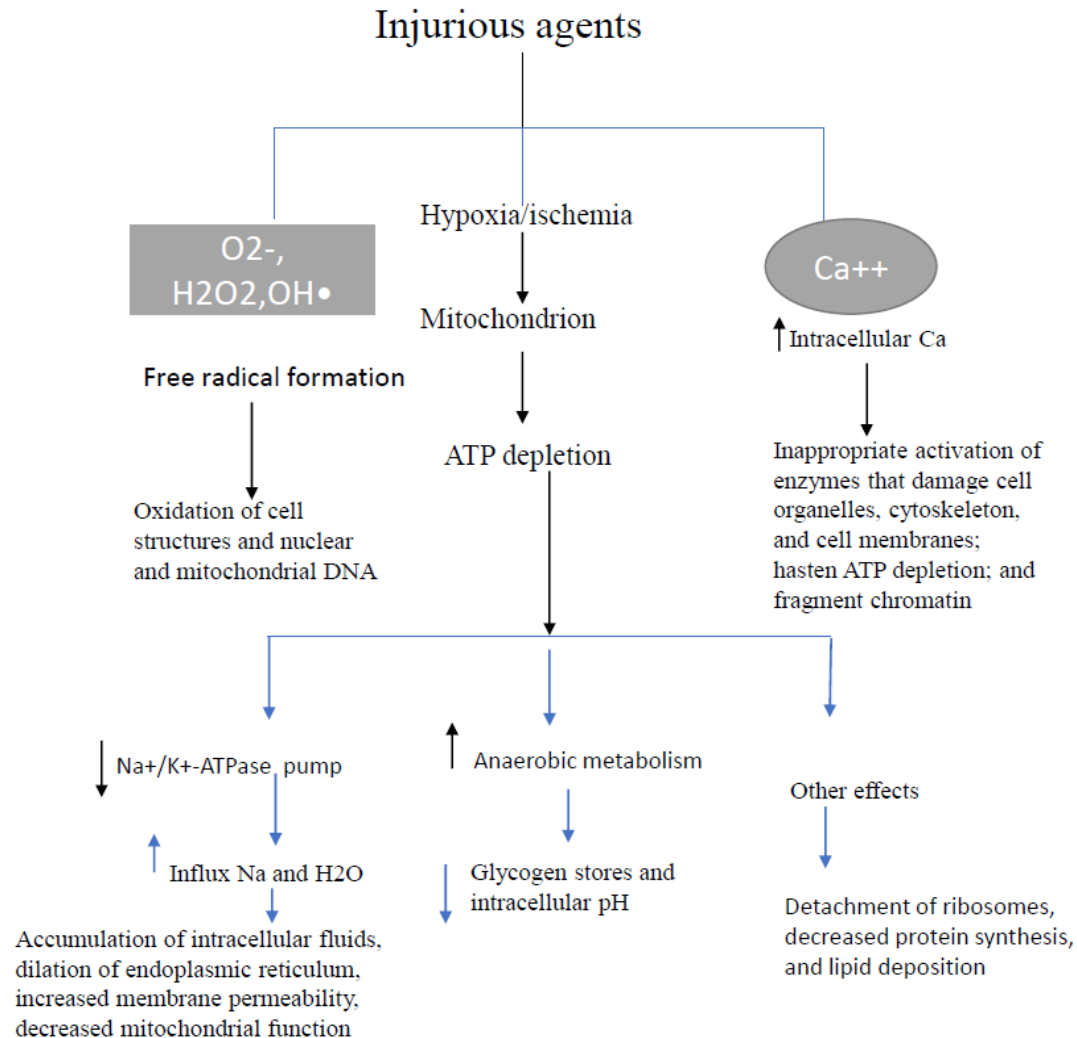 Injurious agents
O2-,
H2O2,OH•
Free radical formation
Oxidation of cell
structures and nuclear
and mitochondrial DNA
Hypoxia/ischemia
Mitochondrion
ATP depletion
Ca++
Intracellular Ca
Inappropriate activation of
enzymes that damage cell
organelles, cytoskeleton,
and cell membranes;
hasten ATP depletion; and
fragment chromatin
Na+/K+-ATPase pump
Influx Na and H2O
Accumulation of intracellular fluids,
dilation of endoplasmic reticulum,
increased membrane permeability,
decreased mitochondrial function
Anaerobic metabolism
Glycogen stores and
intracellular pH
Other effects
Detachment of ribosomes,
decreased protein synthesis,
and lipid deposition